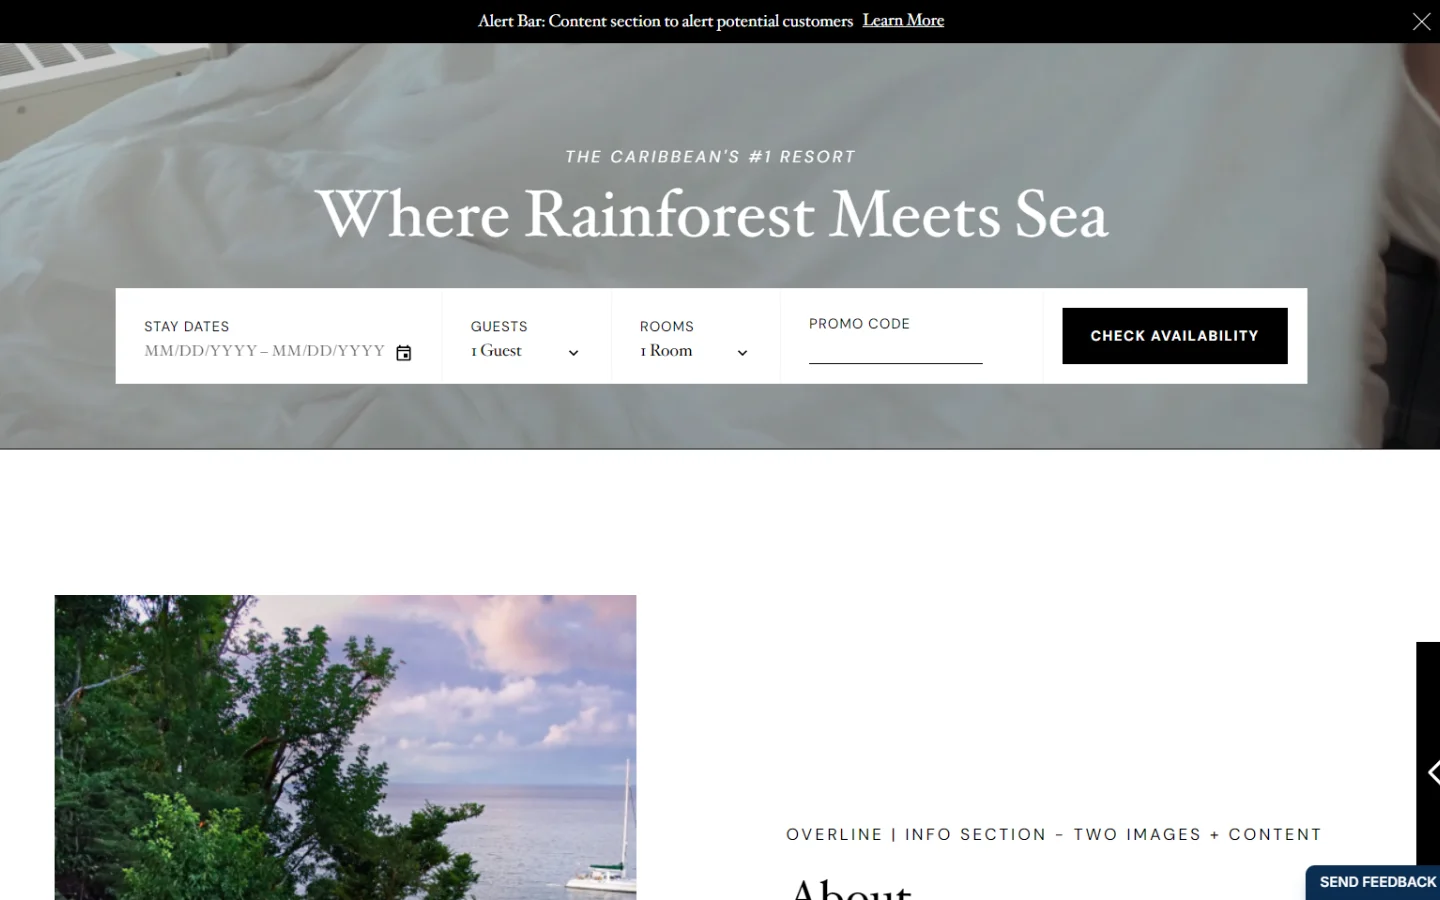 Alert Bar: Content section to alert potential customers Learn More
THE CARIBBEAN'S #1 RESORT
Where Rainforest Meets Sea
STAY DATES
MM/DD/YYYY – MM/DD/YYYY
GUESTS
1 Guest
ROOMS
1 Room
PROMO CODE
CHECK AVAILABILITY
OVERLINE | INFO SECTION – TWO IMAGES + CONTENT
About
SEND FEEDBACK